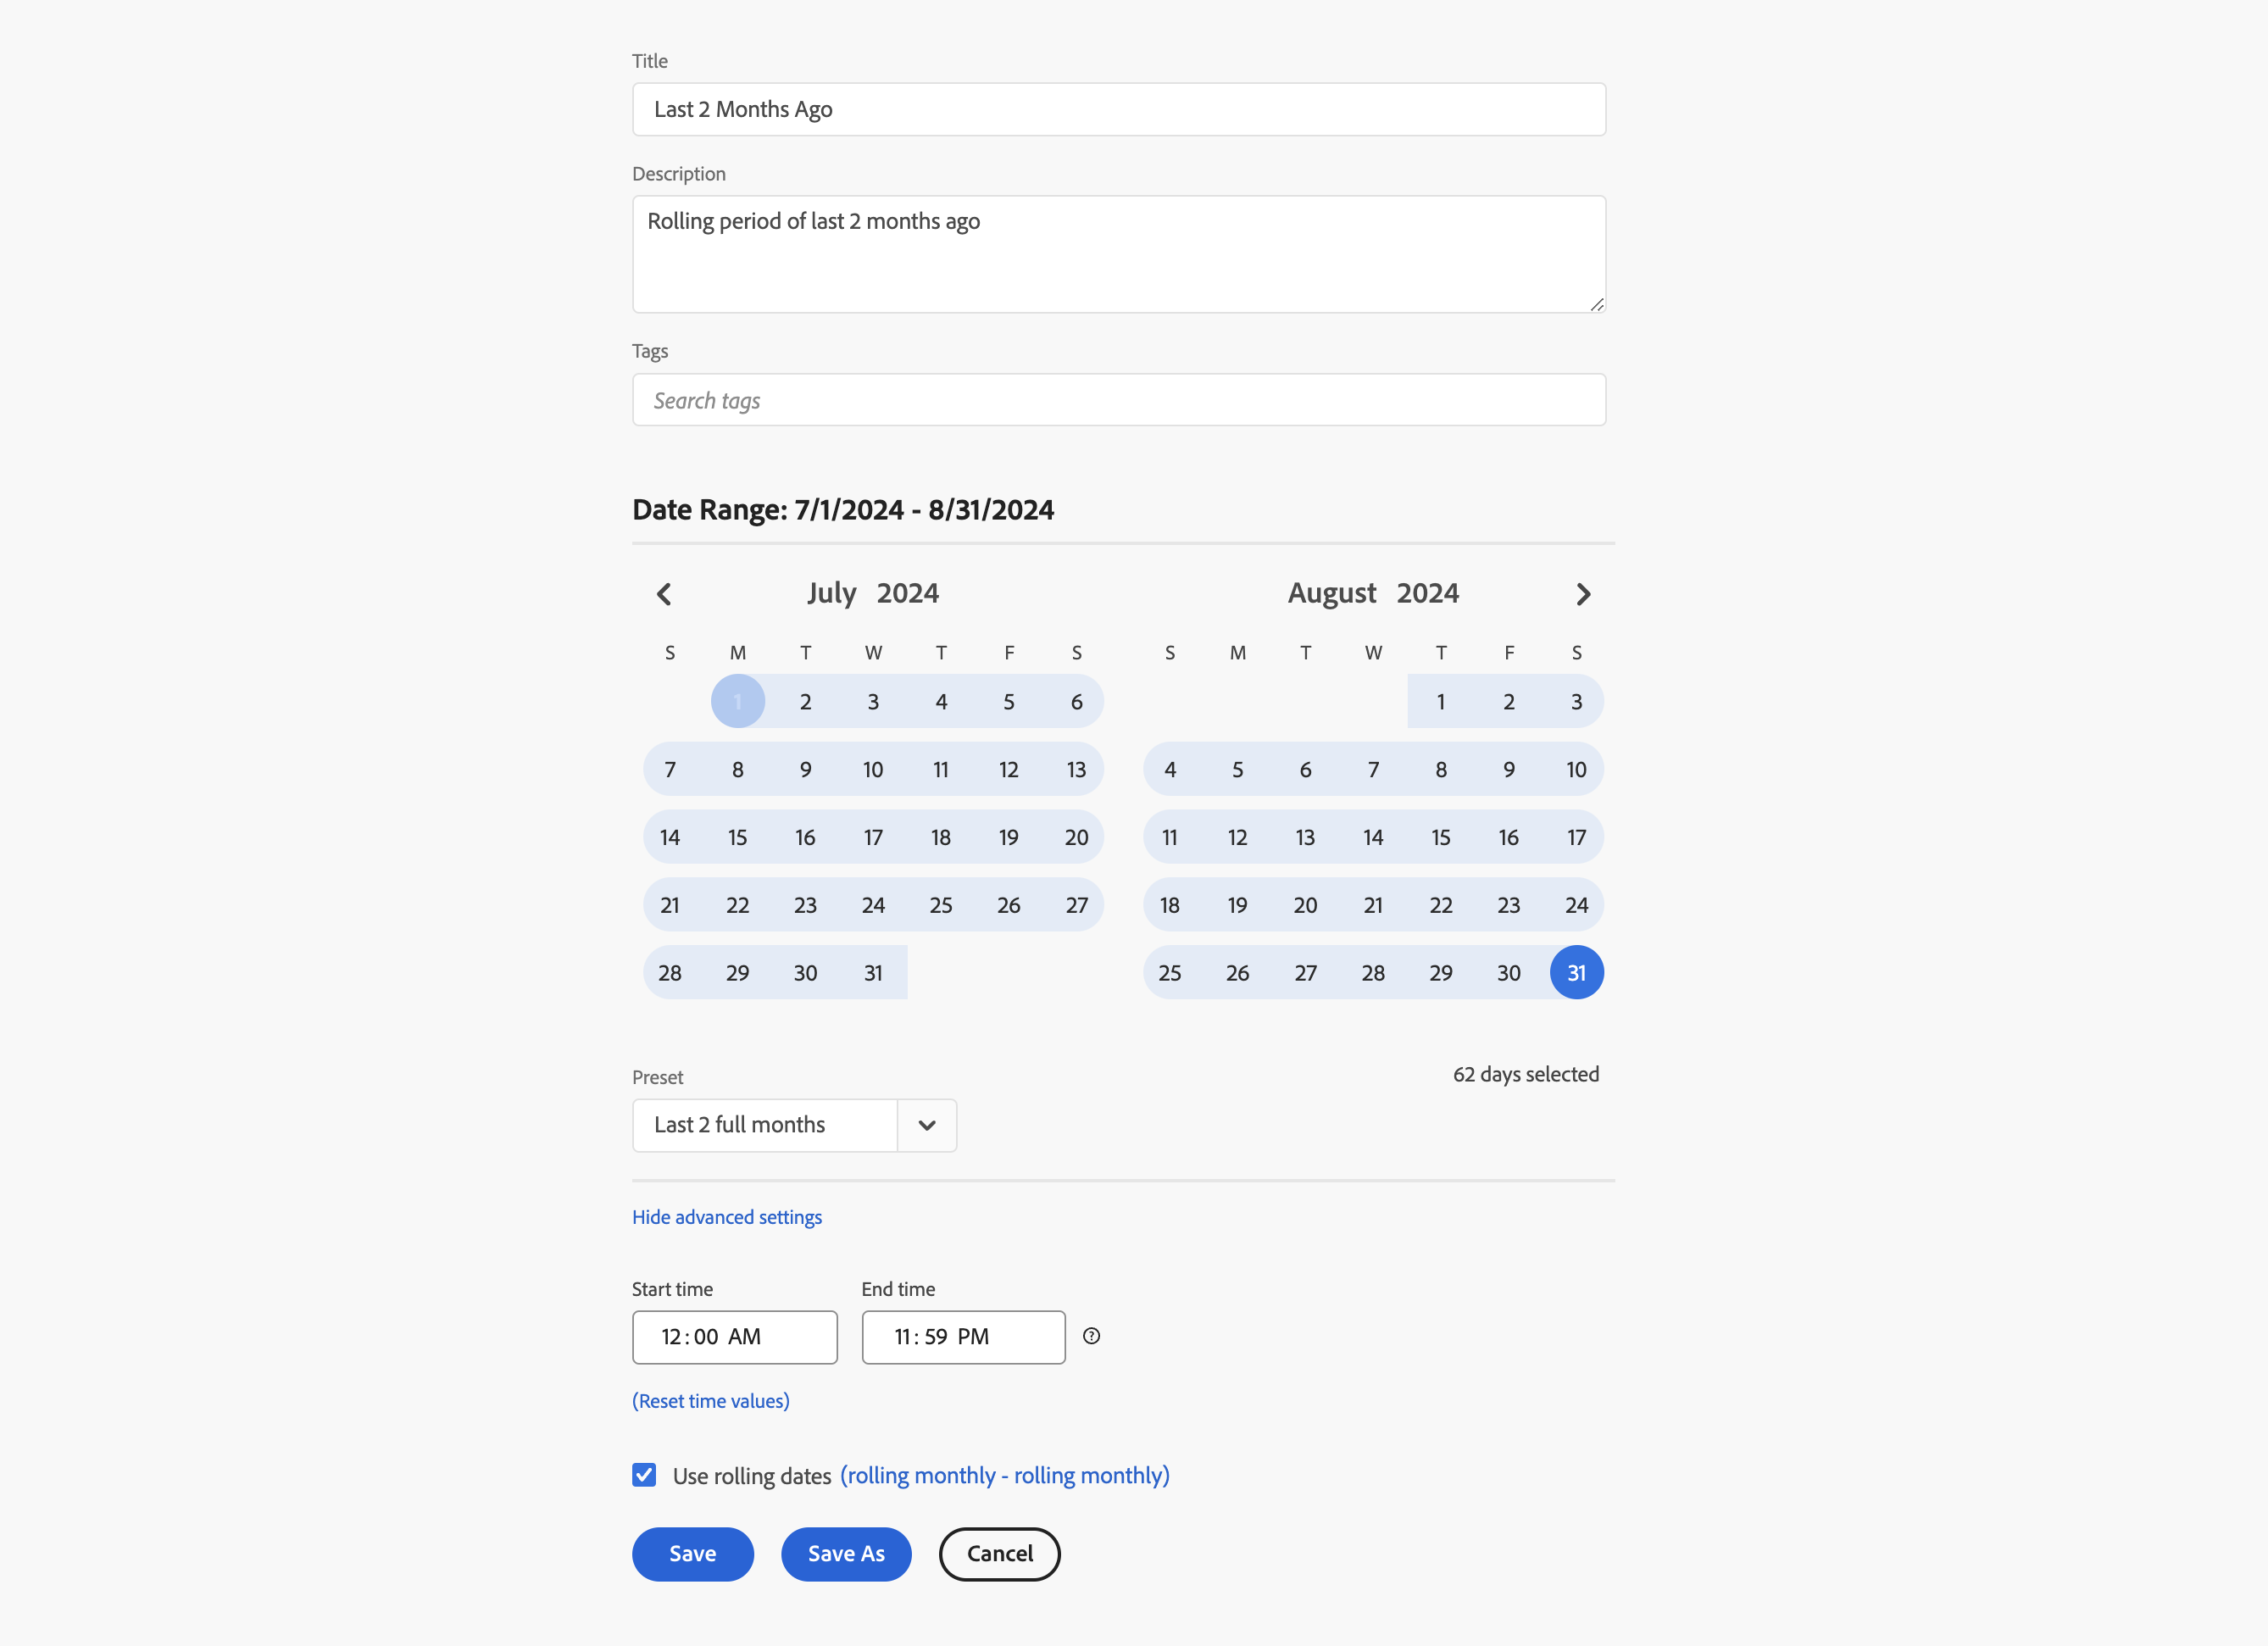 Title
Last 2 Months Ago
Description
Rolling period of last 2 months ago
Tags
Search tags
Date Range: 7/1/2024 - 8/31/2024
July 2024
S M T W T F S
1 2 3 4 5 6
7 8 9 10 11 12 13
14 15 16 17 18 19 20
21 22 23 24 25 26 27
28 29 30 31
August 2024
S M T W T F S
1 2 3
4 5 6 7 8 9 10
11 12 13 14 15 16 17
18 19 20 21 22 23 24
25 26 27 28 29 30 31
Preset
62 days selected
Last 2 full months
Hide advanced settings
Start time End time
12:00 AM 11:59 PM ?
(Reset time values)
Use rolling dates (rolling monthly - rolling monthly)
Save Save As Cancel